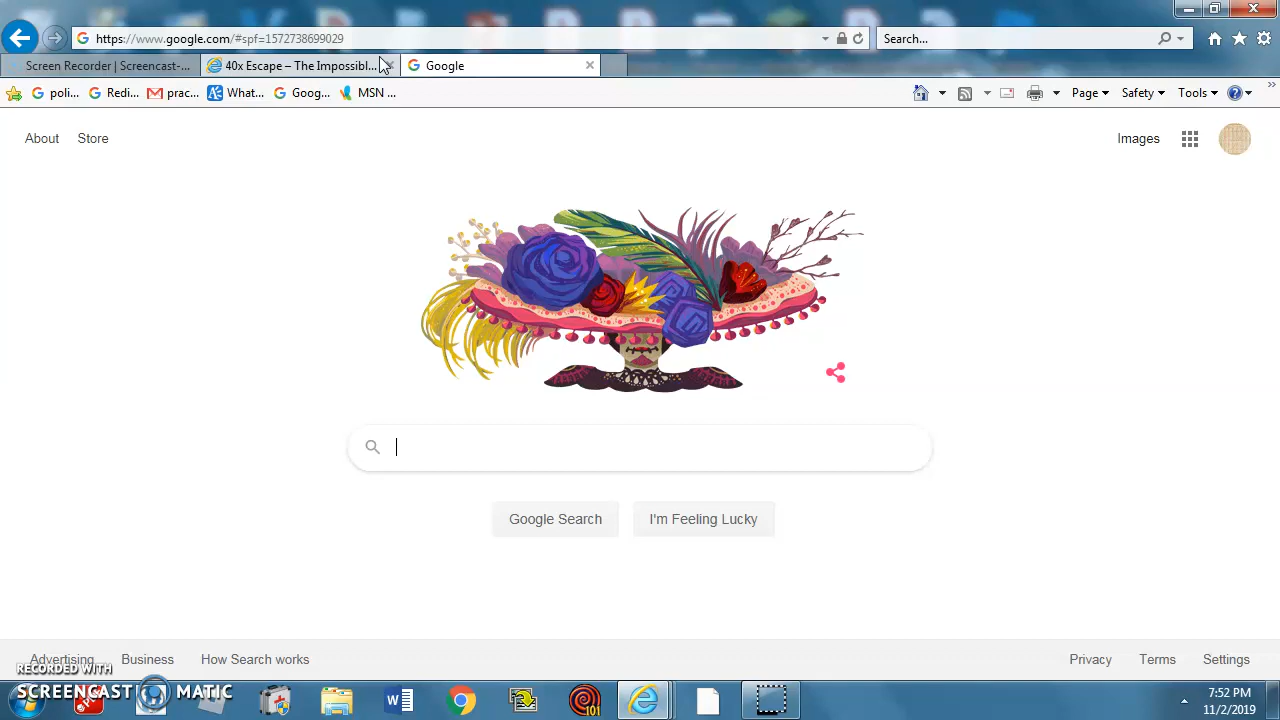 https://www.google.com/#spf=1572738699029
Search...
Screen Recorder | Screencast-...
40x Escape – The Impossibl...
Google
poli...
Redi...
prac...
What...
Goog...
MSN ...
Page
Safety
Tools
About
Store
Images
Google Search
I'm Feeling Lucky
Advertising
Business
How Search works
Privacy
Terms
Settings
RECORDED WITH
SCREENCAST MATIC
101
7:52 PM
11/2/2019